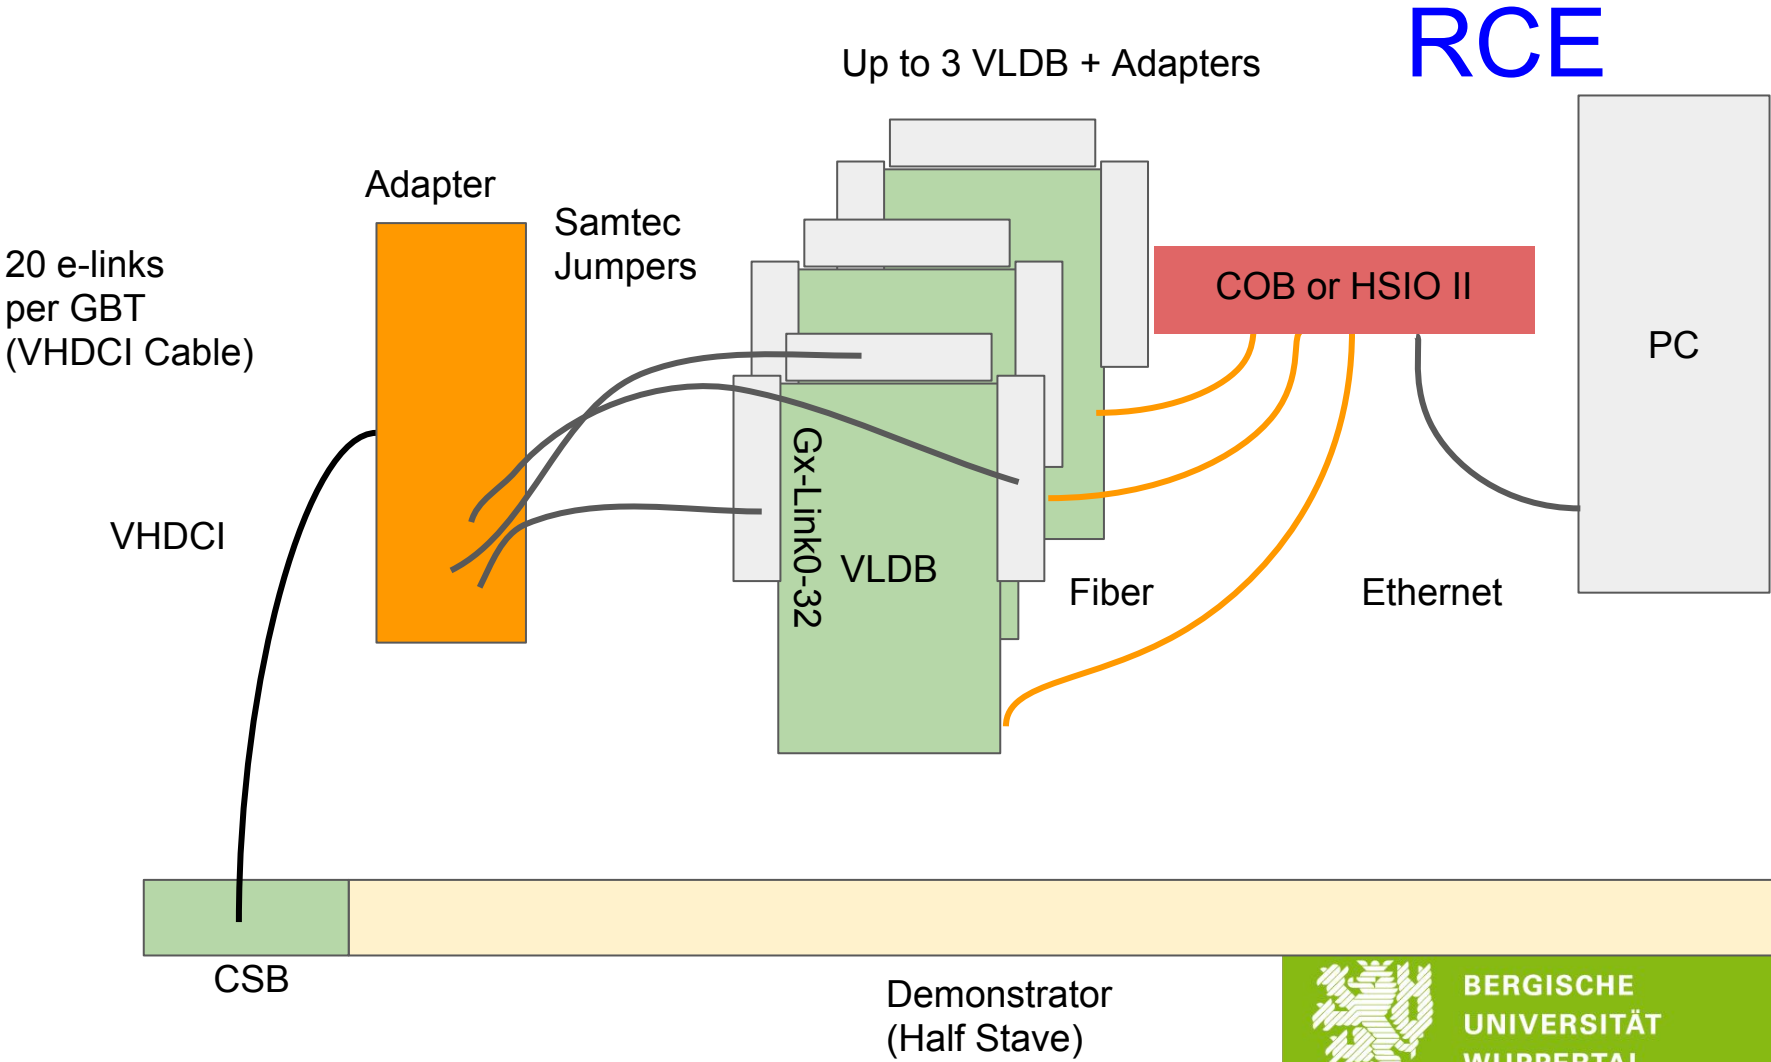 RCE
Up to 3 VLDB + Adapters
Adapter
Samtec
Jumpers
20 e-links
per GBT
(VHDCI Cable)
COB or HSIO II
PC
Gx-Link0-32
VHDCI
VLDB
Fiber
Ethernet
CSB
Demonstrator
(Half Stave)
BERGISCHE
UNIVERSITÄT
WUPPERTAL